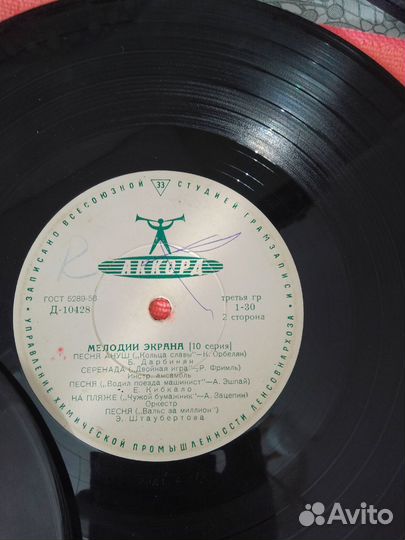 ЗАПИСАНО ВСЕСОЮЗНОЙ 33 СТУДИЕЙ ГРАМЗАПИСИ
АККОРД
ГОСТ 5289-56
Д-10428
третья гр
1-30
2 сторона
МЕЛОДИИ ЭКРАНА [10 серия]
ПЕСНЯ АНУШ („Кольца славы"—К. Орбелян)
Б. Дарбинян
СЕРЕНАДА („Двойная игра", Р. Фримль)
Инстр. Ансамбль
ПЕСНЯ („Водил поезда машинист"—А. Эшпай)
Е. Кибкало
НА ПЛЯЖЕ („Чужой бумажник"—А. Зацепин)
Оркестр
ПЕСНЯ („Вальс за миллион")
Э. Штаубертова
УПРАВЛЕНИЕ ХИМИЧЕСКОЙ ПРОМЫШЛЕННОСТИ ЛЕНСОВНАРХОЗА
Avito